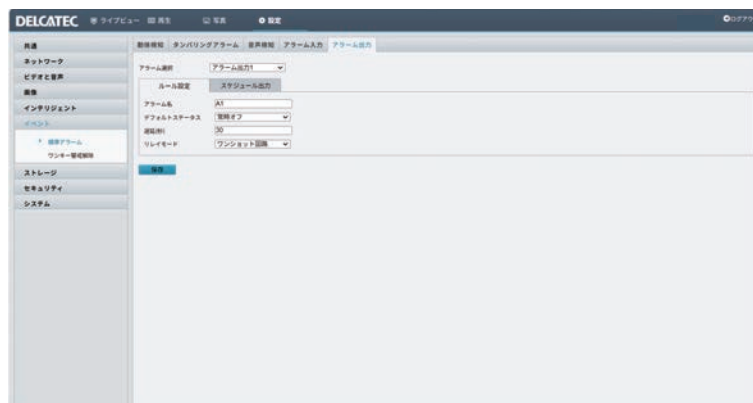 DELCATEC ライブビュー 再生 写真 設定 ログアウ
共通
ネットワーク
ビデオと音声
画像
インテリジェント
イベント
標準アラーム
ワンキー警戒解除
ストレージ
セキュリティ
システム
動体検知 タンパリングアラーム 音声検知 アラーム入力 アラーム出力
アラーム選択 アラーム出力1
ルール設定 スケジュール出力
アラーム名 A1
デフォルトステータス 常時オフ
遅延(秒) 30
リレイモード ワンショット回路
保存